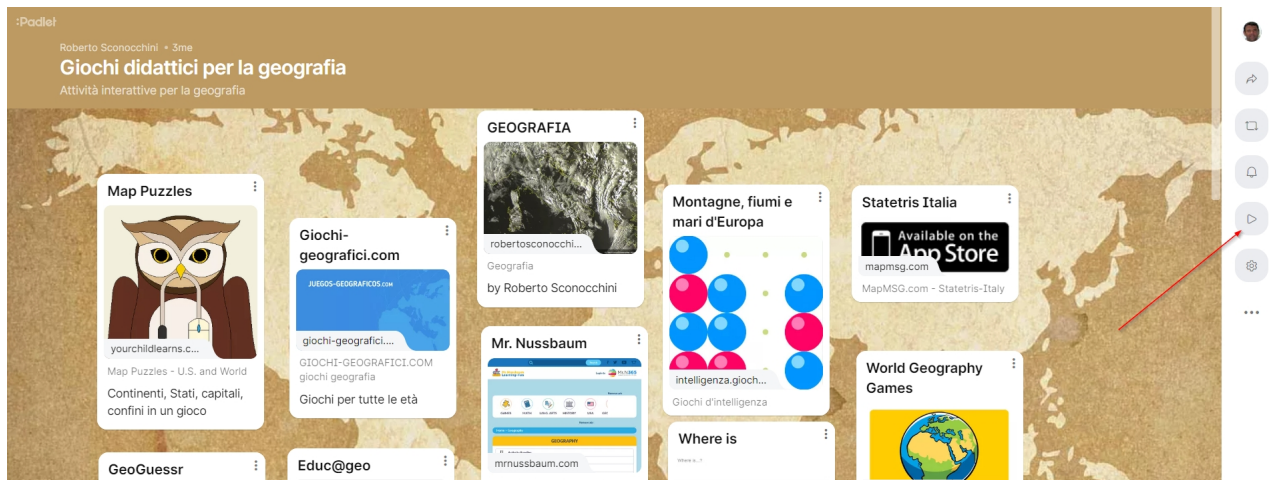 :Padlet
Roberto Sconocchini • 3me
Giochi didattici per la geografia
Attività interattive per la geografia
Map Puzzles
yourchildlearns.c...
Map Puzzles - U.S. and World
Continenti, Stati, capitali,
confini in un gioco
GeoGuessr
Giochi-
geografici.com
JUEGOS-GEOGRAFICOS.COM
giochi-geografici....
GIOCHI-GEOGRAFICI.COM
giochi geografia
Giochi per tutte le età
Educ@geo
GEOGRAFIA
robertosconocchi...
Geografia
by Roberto Sconocchini
Mr. Nussbaum
GEOGRAPHY
mrnussbaum.com
Montagne, fiumi e
mari d'Europa
intelligenza.gioch...
Giochi d'intelligenza
Where is
Where is...?
Statetris Italia
Available on the
App Store
mapmsg.com
MapMSG.com - Statetris-Italy
World Geography
Games